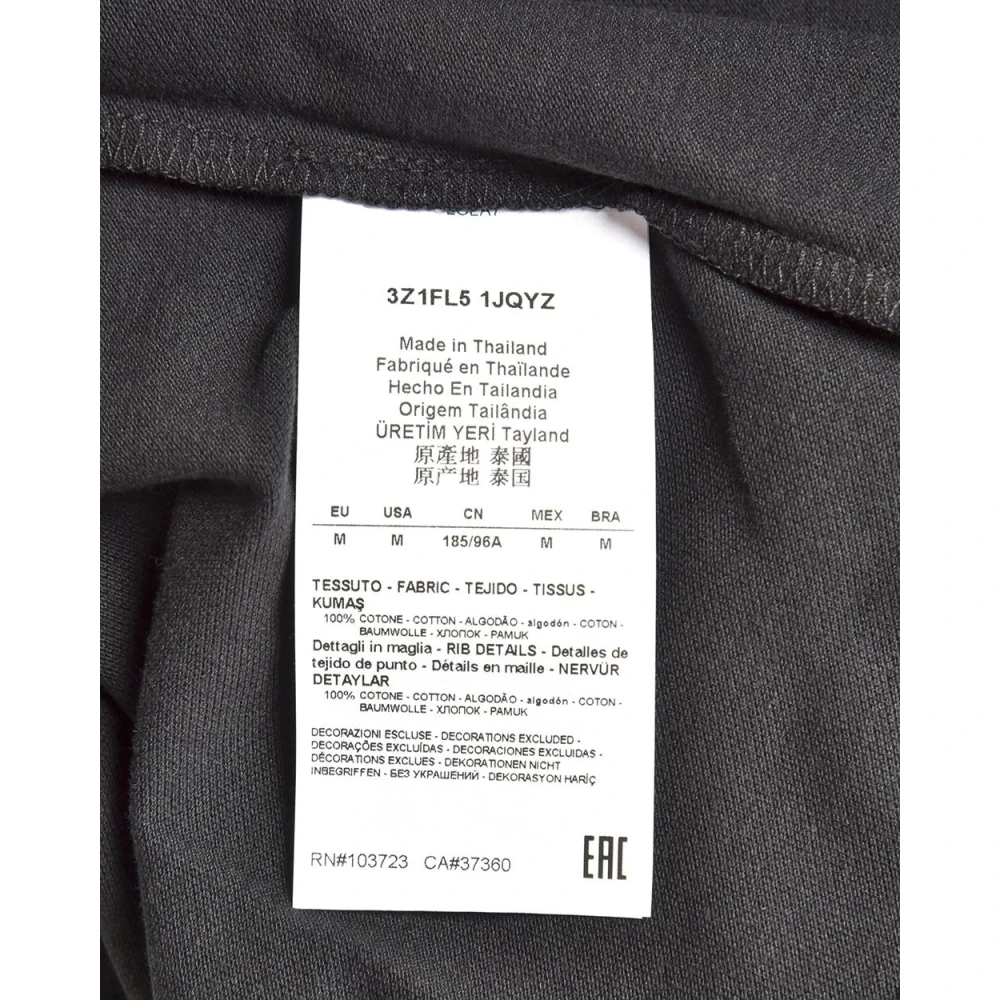 3Z1FL5 1JQYZ
Made in Thailand
Fabriqué en Thaïlande
Hecho En Tailandia
Origem Tailândia
ÜRETİM YERİ Tayland
原產地 泰國
原产地 泰国
EU USA CN MEX BRA
M M 185/96A M M
TESSUTO - FABRIC - TEJIDO - TISSUS -
KUMAŞ
100% COTONE - COTTON - ALGODÃO - algodón - COTON -
BAUMWOLLE - ХЛОПОК - PAMUK
Dettagli in maglia - RIB DETAILS - Detalles de
tejido de punto - Détails en maille - NERVÜR
DETAYLAR
100% COTONE - COTTON - ALGODÃO - algodón - COTON -
BAUMWOLLE - ХЛОПОК - PAMUK
DECORAZIONI ESCLUSE - DECORATIONS EXCLUDED -
DECORAÇÕES EXCLUÍDAS - DECORACIONES EXCLUIDAS -
DÉCORATIONS EXCLUES - DEKORATIONEN NICHT
INBEGRIFFEN - БЕЗ УКРАШЕНИЙ - DEKORASYON HARİÇ
RN#103723 CA#37360
EAC